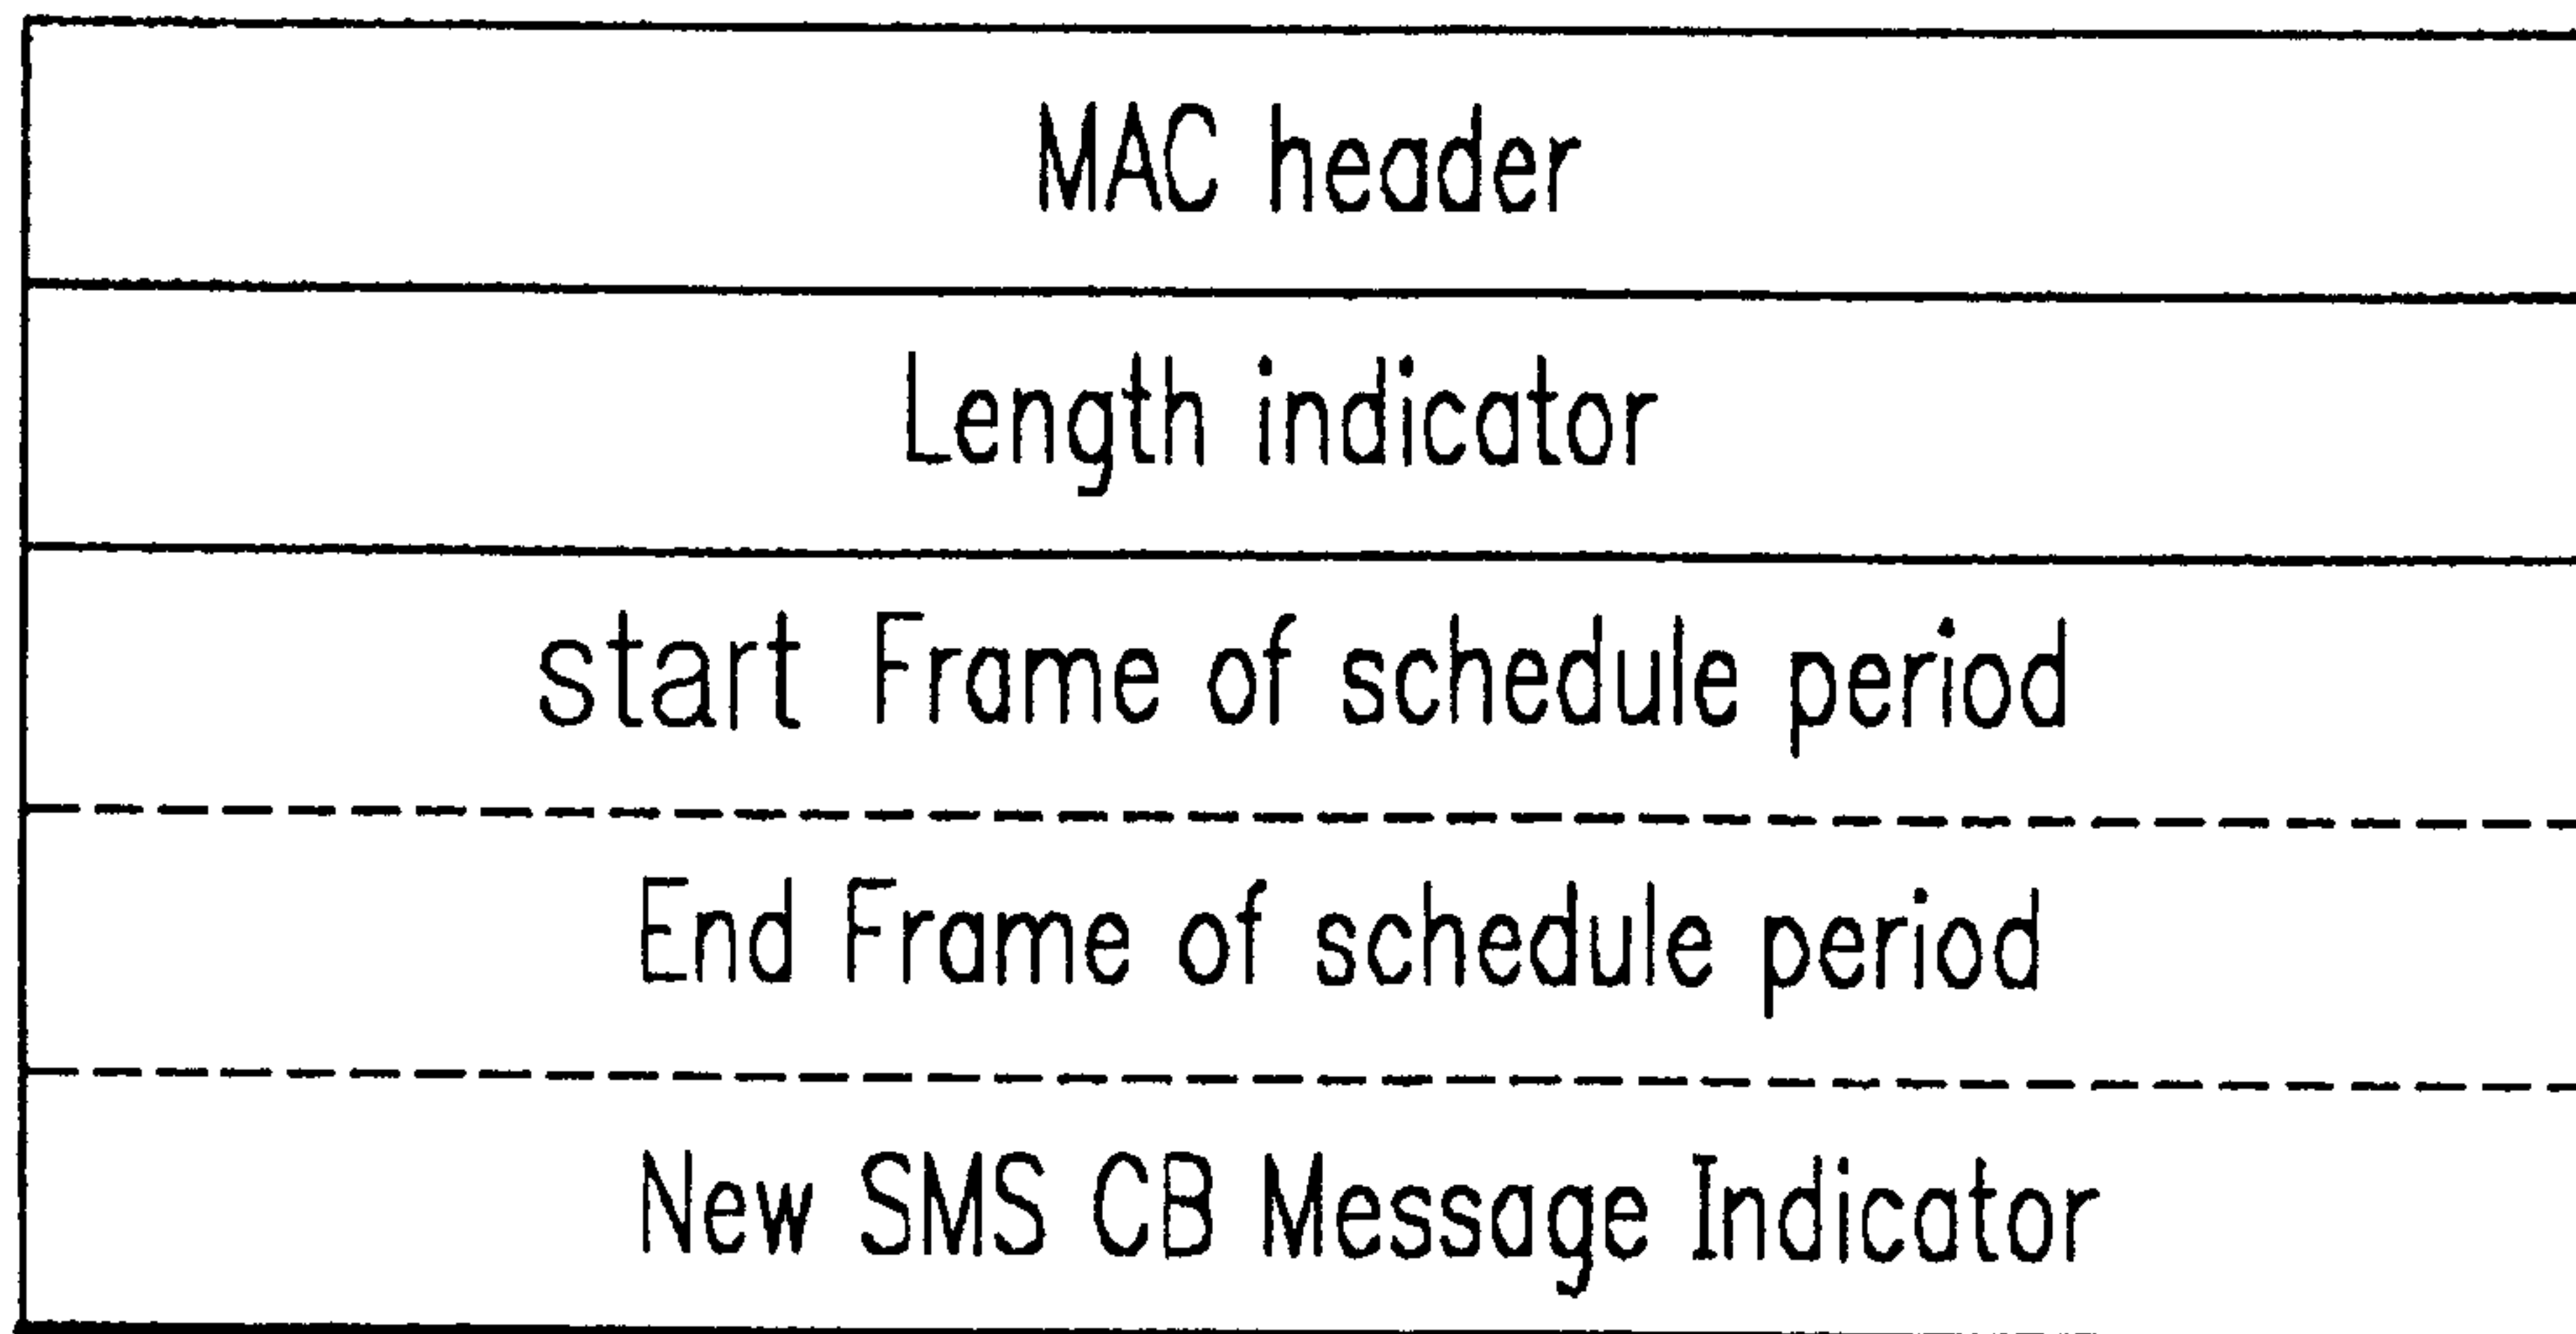 MAC header
Length indicator
start Frame of schedule period
End Frame of schedule period
New SMS CB Message Indicator